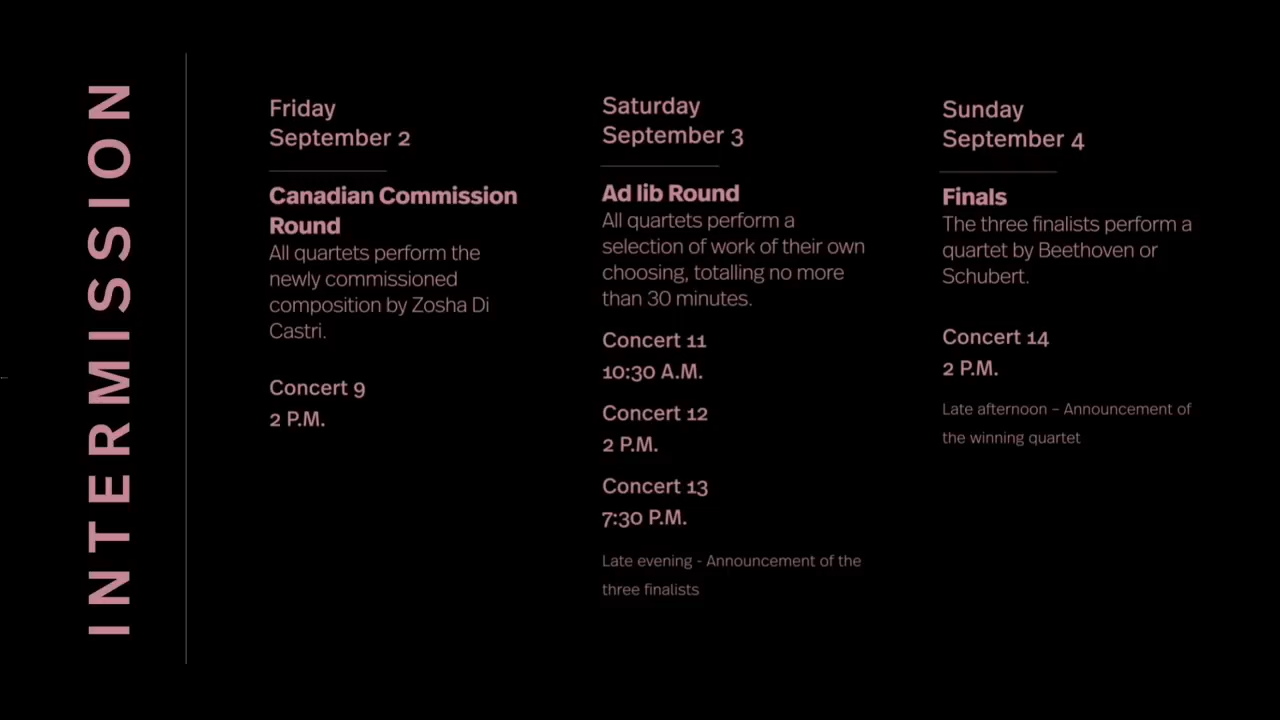 INTERMISSION
Friday
September 2
Canadian Commission
Round
All quartets perform the
newly commissioned
composition by Zosha Di
Castri.
Concert 9
2 P.M.
Saturday
September 3
Ad lib Round
All quartets perform a
selection of work of their own
choosing, totalling no more
than 30 minutes.
Concert 11
10:30 A.M.
Concert 12
2 P.M.
Concert 13
7:30 P.M.
Late evening - Announcement of the
three finalists
Sunday
September 4
Finals
The three finalists perform a
quartet by Beethoven or
Schubert.
Concert 14
2 P.M.
Late afternoon – Announcement of
the winning quartet